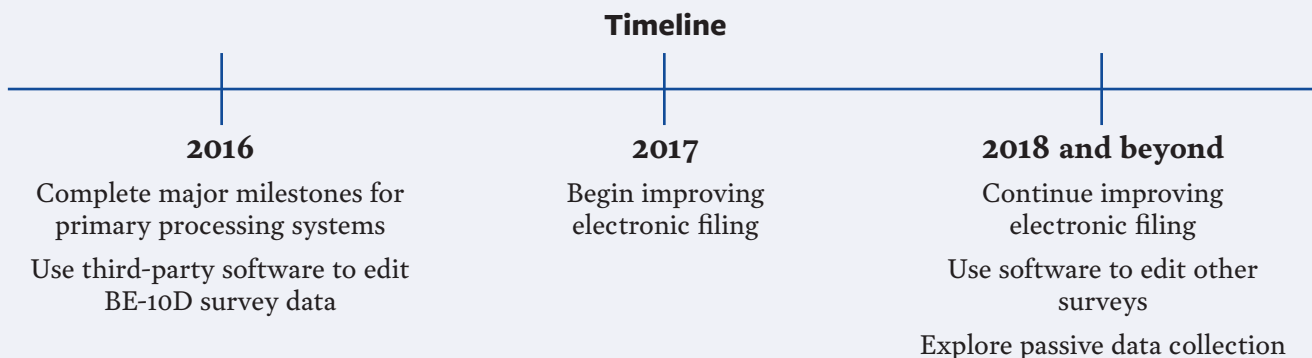 Timeline
2016
Complete major milestones for
primary processing systems
Use third-party software to edit
BE-10D survey data
2017
Begin improving
electronic filing
2018 and beyond
Continue improving
electronic filing
Use software to edit other
surveys
Explore passive data collection